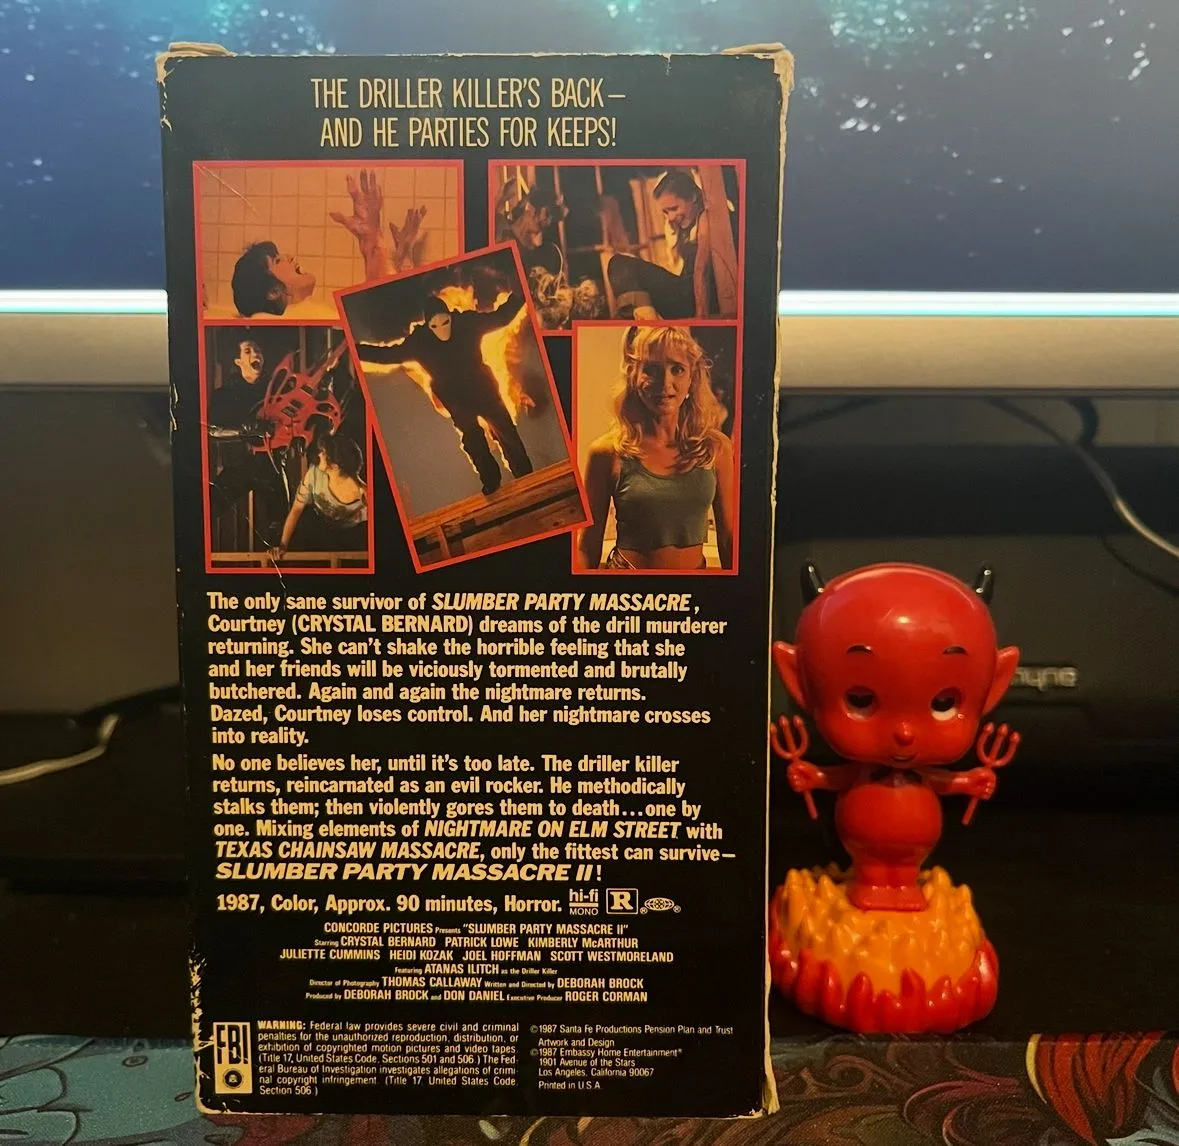 THE DRILLER KILLER'S BACK—
AND HE PARTIES FOR KEEPS!
The only sane survivor of SLUMBER PARTY MASSACRE,
Courtney (CRYSTAL BERNARD) dreams of the drill murderer
returning. She can't shake the horrible feeling that she
and her friends will be viciously tormented and brutally
butchered. Again and again the nightmare returns.
Dazed, Courtney loses control. And her nightmare crosses
into reality.
No one believes her, until it's too late. The driller killer
returns, reincarnated as an evil rocker. He methodically
stalks them; then violently gores them to death...one by
one. Mixing elements of NIGHTMARE ON ELM STREET with
TEXAS CHAINSAW MASSACRE, only the fittest can survive—
SLUMBER PARTY MASSACRE II!
1987, Color, Approx. 90 minutes, Horror. hi-fi MONO R
CONCORDE PICTURES Presents "SLUMBER PARTY MASSACRE II"
Starring CRYSTAL BERNARD PATRICK LOWE KIMBERLY McARTHUR
JULIETTE CUMMINS HEIDI KOZAK JOEL HOFFMAN SCOTT WESTMORELAND
Featuring ATANAS ILITCH as the Driller Killer
Director of Photography THOMAS CALLAWAY Written and Directed by DEBORAH BROCK
Produced by DEBORAH BROCK and DON DANIEL Executive Producer ROGER CORMAN
FBI
WARNING: Federal law provides severe civil and criminal
penalties for the unauthorized reproduction, distribution, or
exhibition of copyrighted motion pictures and video tapes.
(Title 17, United States Code, Sections 501 and 506.) The Fed-
eral Bureau of Investigation investigates allegations of crimi-
nal copyright infringement. (Title 17 United States Code.
Section 506)
©1987 Santa Fe Productions Pension Plan and Trust
Artwork and Design
©1987 Embassy Home Entertainment®
1901 Avenue of the Stars
Los Angeles, California 90067
Printed in U.S.A.